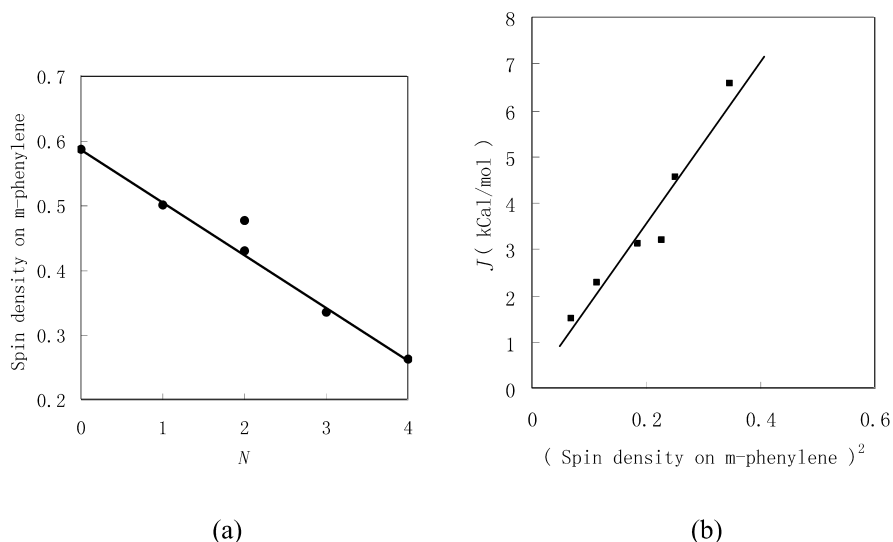 0.7
0.6
0.5
0.4
0.3
0.2
Spin density on m-phenylene
0 1 2 3 4
N
(a)
8
7
6
5
4
3
2
1
0
J( kCal/mol )
0 0.2 0.4 0.6
( Spin density on m-phenylene )²
(b)